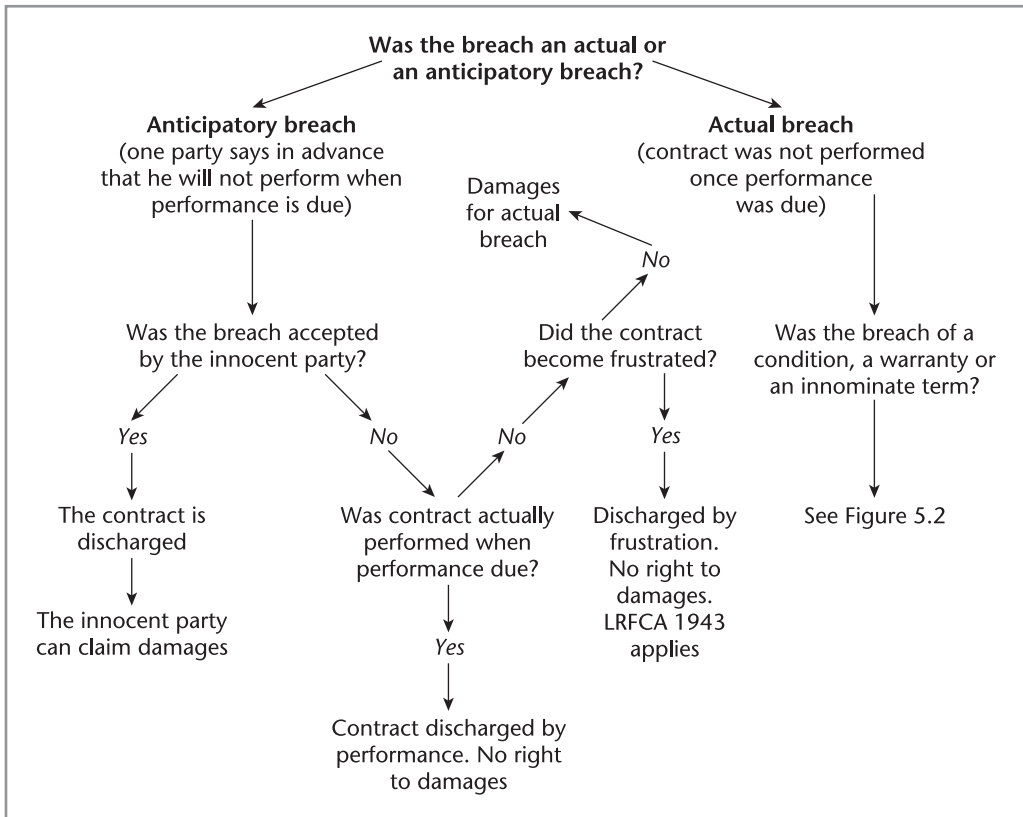 Was the breach an actual or
an anticipatory breach?
Anticipatory breach
(one party says in advance
that he will not perform when
performance is due)
Actual breach
(contract was not performed
once performance
was due)
Damages
for actual
breach
No
Was the breach accepted
by the innocent party?
Did the contract
become frustrated?
Was the breach of a
condition, a warranty or
an innominate term?
Yes
No
No
Yes
The contract is
discharged
Was contract actually
performed when
performance due?
Discharged by
frustration.
No right to
damages.
LRFCA 1943
applies
See Figure 5.2
The innocent party
can claim damages
Yes
Contract discharged by
performance. No right
to damages